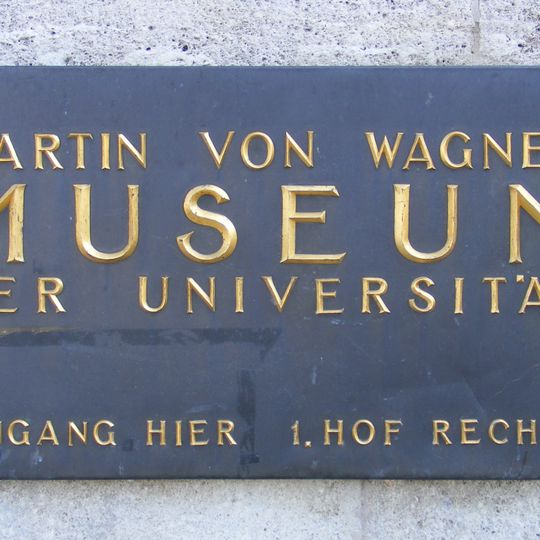 ARTIN VON WAGNE
MUSEUM
ER UNIVERSITÄ
NGANG HIER 1. HOF RECH